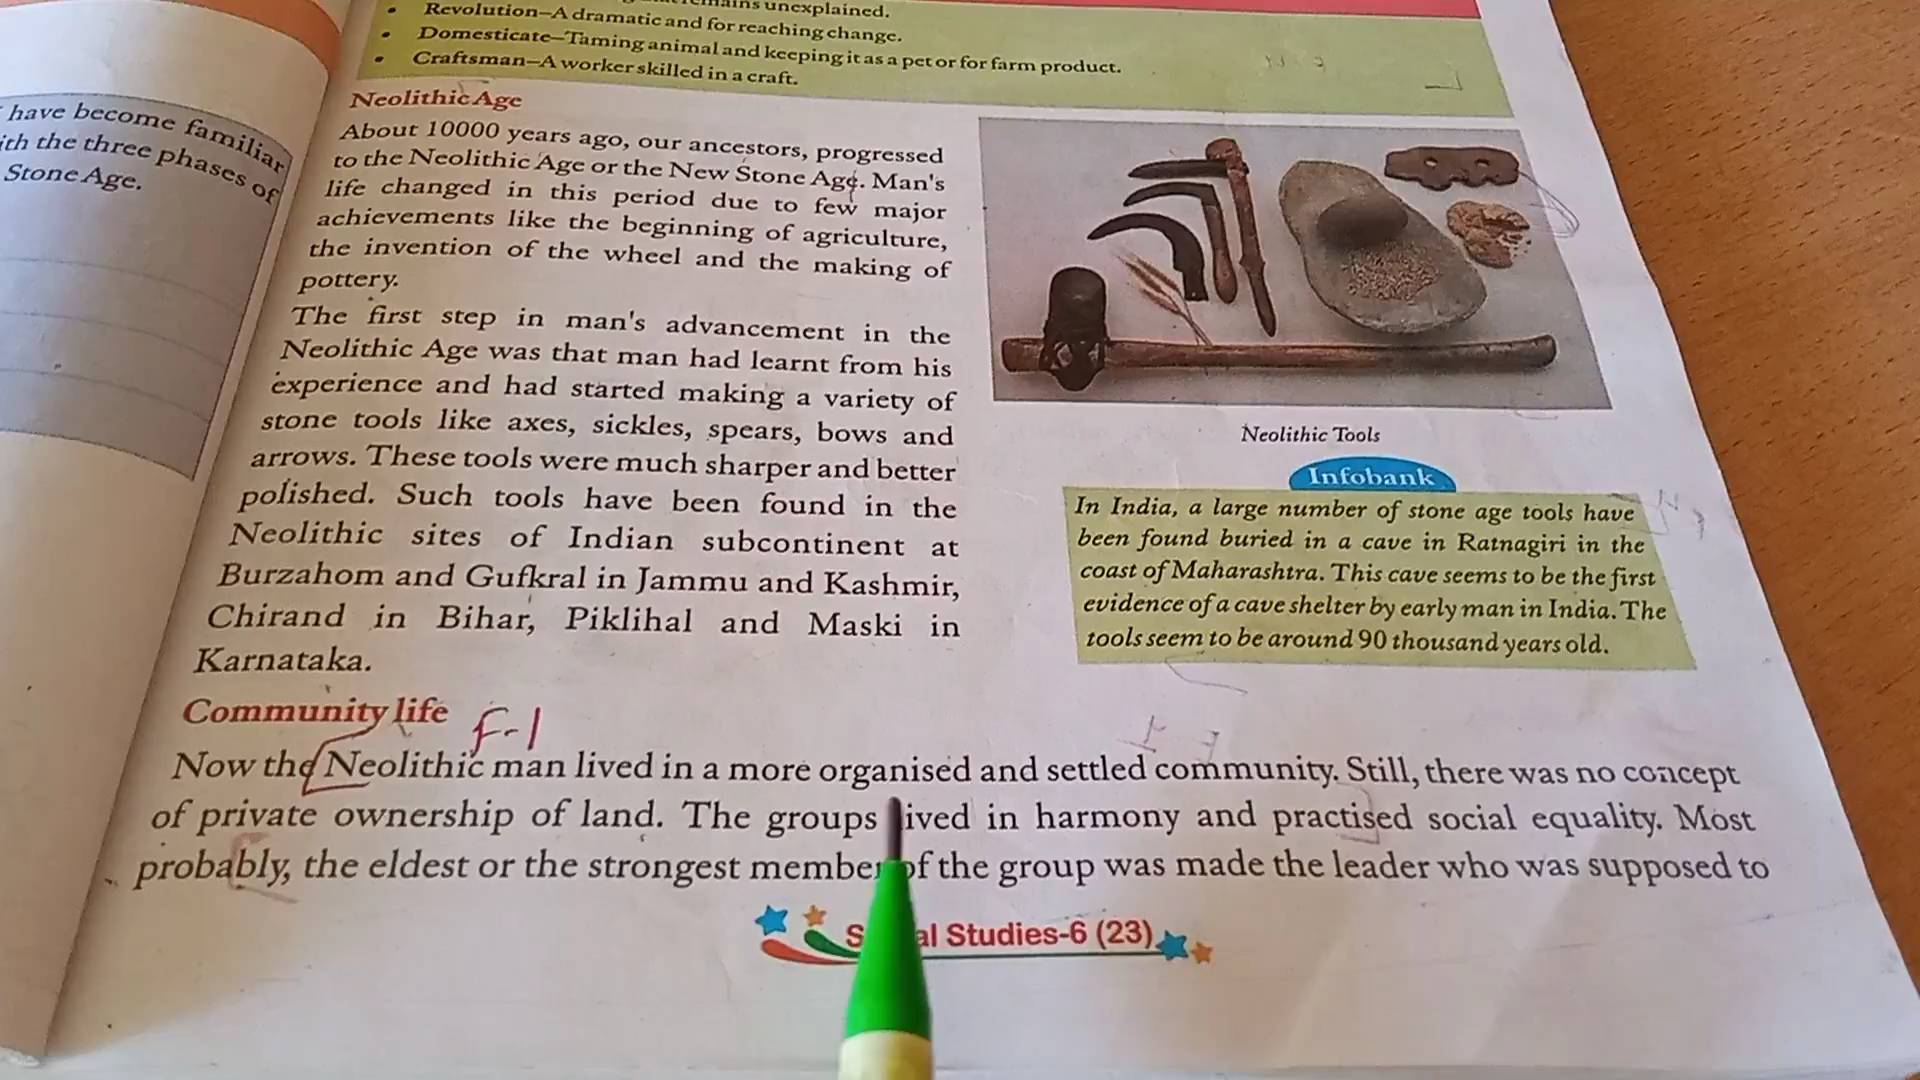 have become familiar
with the three phases of
Stone Age.
unexplained.
• Revolution—A dramatic and for reaching change.
• Domesticate—Taming animal and keeping it as a pet or for farm product.
• Craftsman—A worker skilled in a craft.
Neolithic Age
About 10000 years ago, our ancestors, progressed
to the Neolithic Age or the New Stone Age. Man's
life changed in this period due to few major
achievements like the beginning of agriculture,
the invention of the wheel and the making of
pottery.
The first step in man's advancement in the
Neolithic Age was that man had learnt from his
experience and had started making a variety of
stone tools like axes, sickles, spears, bows and
arrows. These tools were much sharper and better
polished. Such tools have been found in the
Neolithic sites of Indian subcontinent at
Burzahom and Gufkral in Jammu and Kashmir,
Chirand in Bihar, Piklihal and Maski in
Karnataka.
Neolithic Tools
Infobank
In India, a large number of stone age tools have
been found buried in a cave in Ratnagiri in the
coast of Maharashtra. This cave seems to be the first
evidence of a cave shelter by early man in India. The
tools seem to be around 90 thousand years old.
Community life F-1
Now the Neolithic man lived in a more organised and settled community. Still, there was no concept
of private ownership of land. The groups lived in harmony and practised social equality. Most
probably, the eldest or the strongest member of the group was made the leader who was supposed to
Social Studies-6 (23)